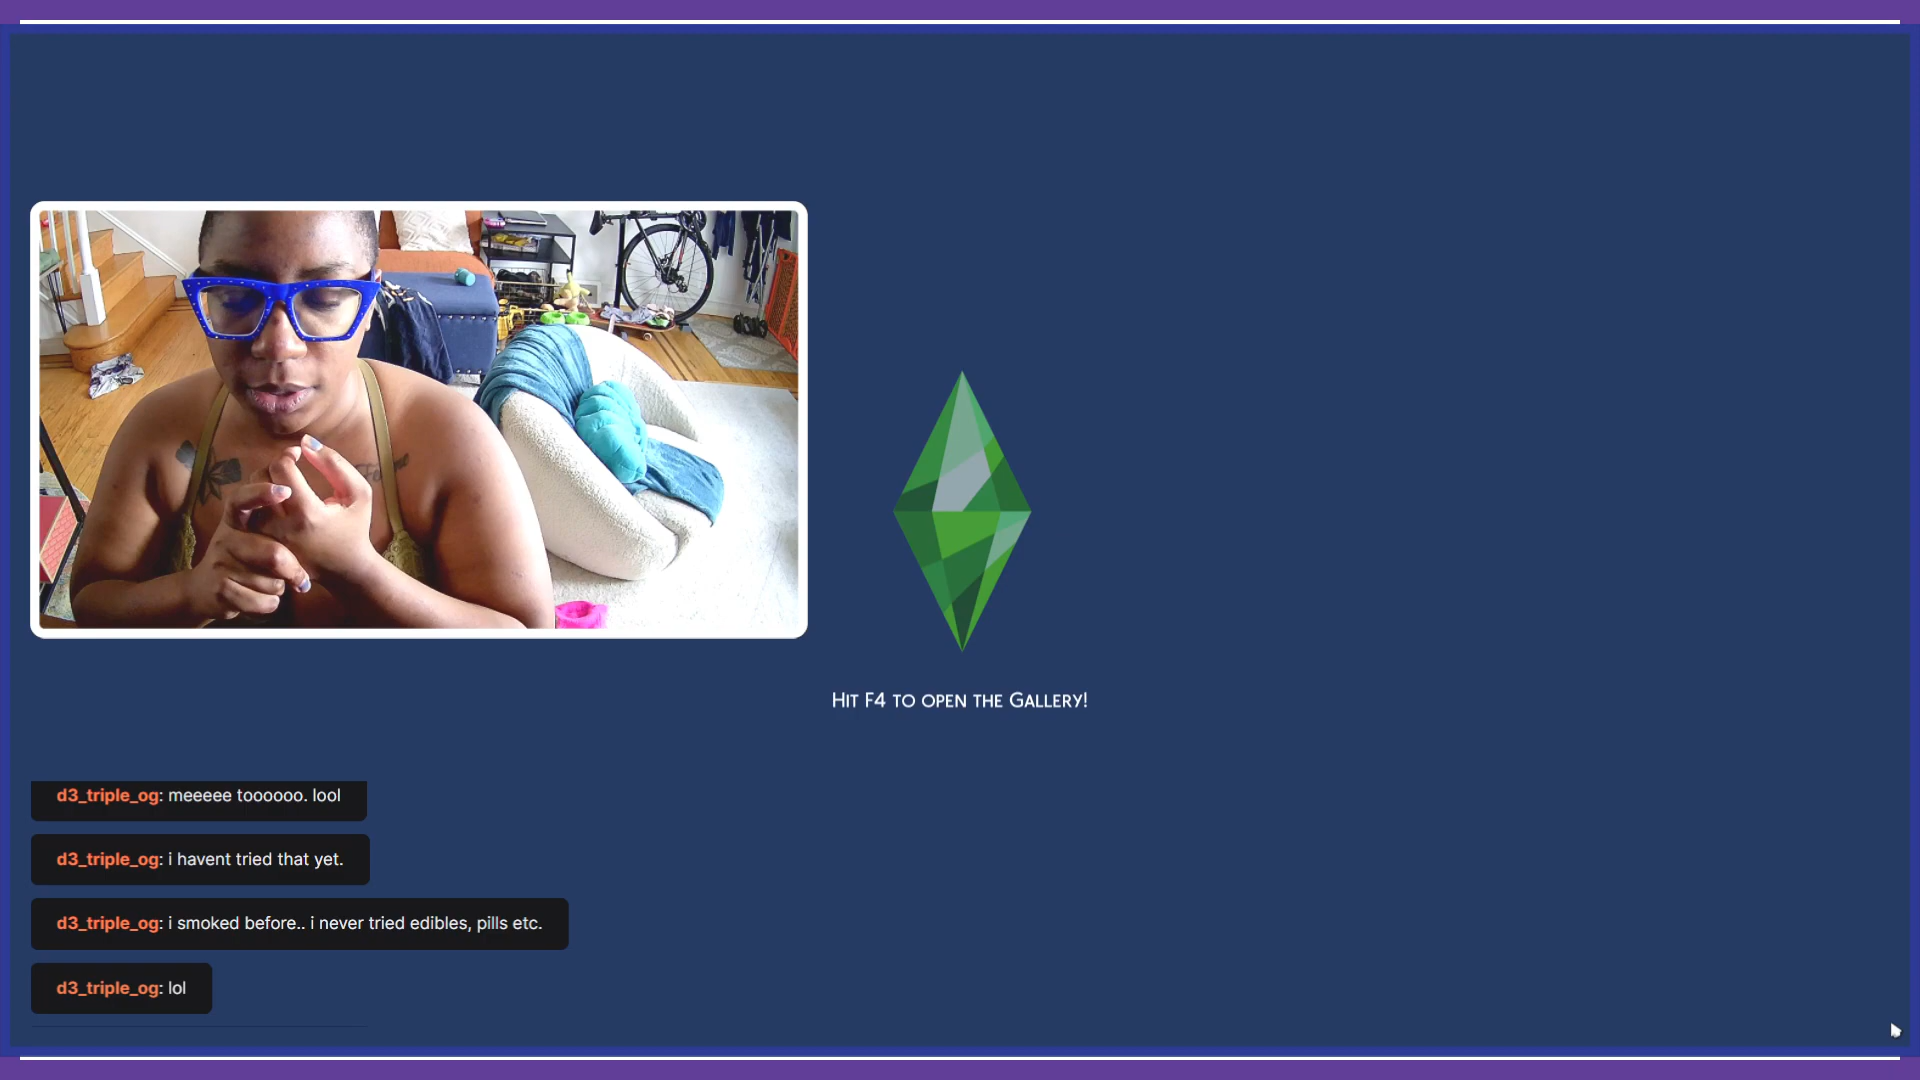 Hit F4 to open the Gallery!
d3_triple_og: meeeee toooooo. lool
d3_triple_og: i havent tried that yet.
d3_triple_og: i smoked before.. i never tried edibles, pills etc.
d3_triple_og: lol